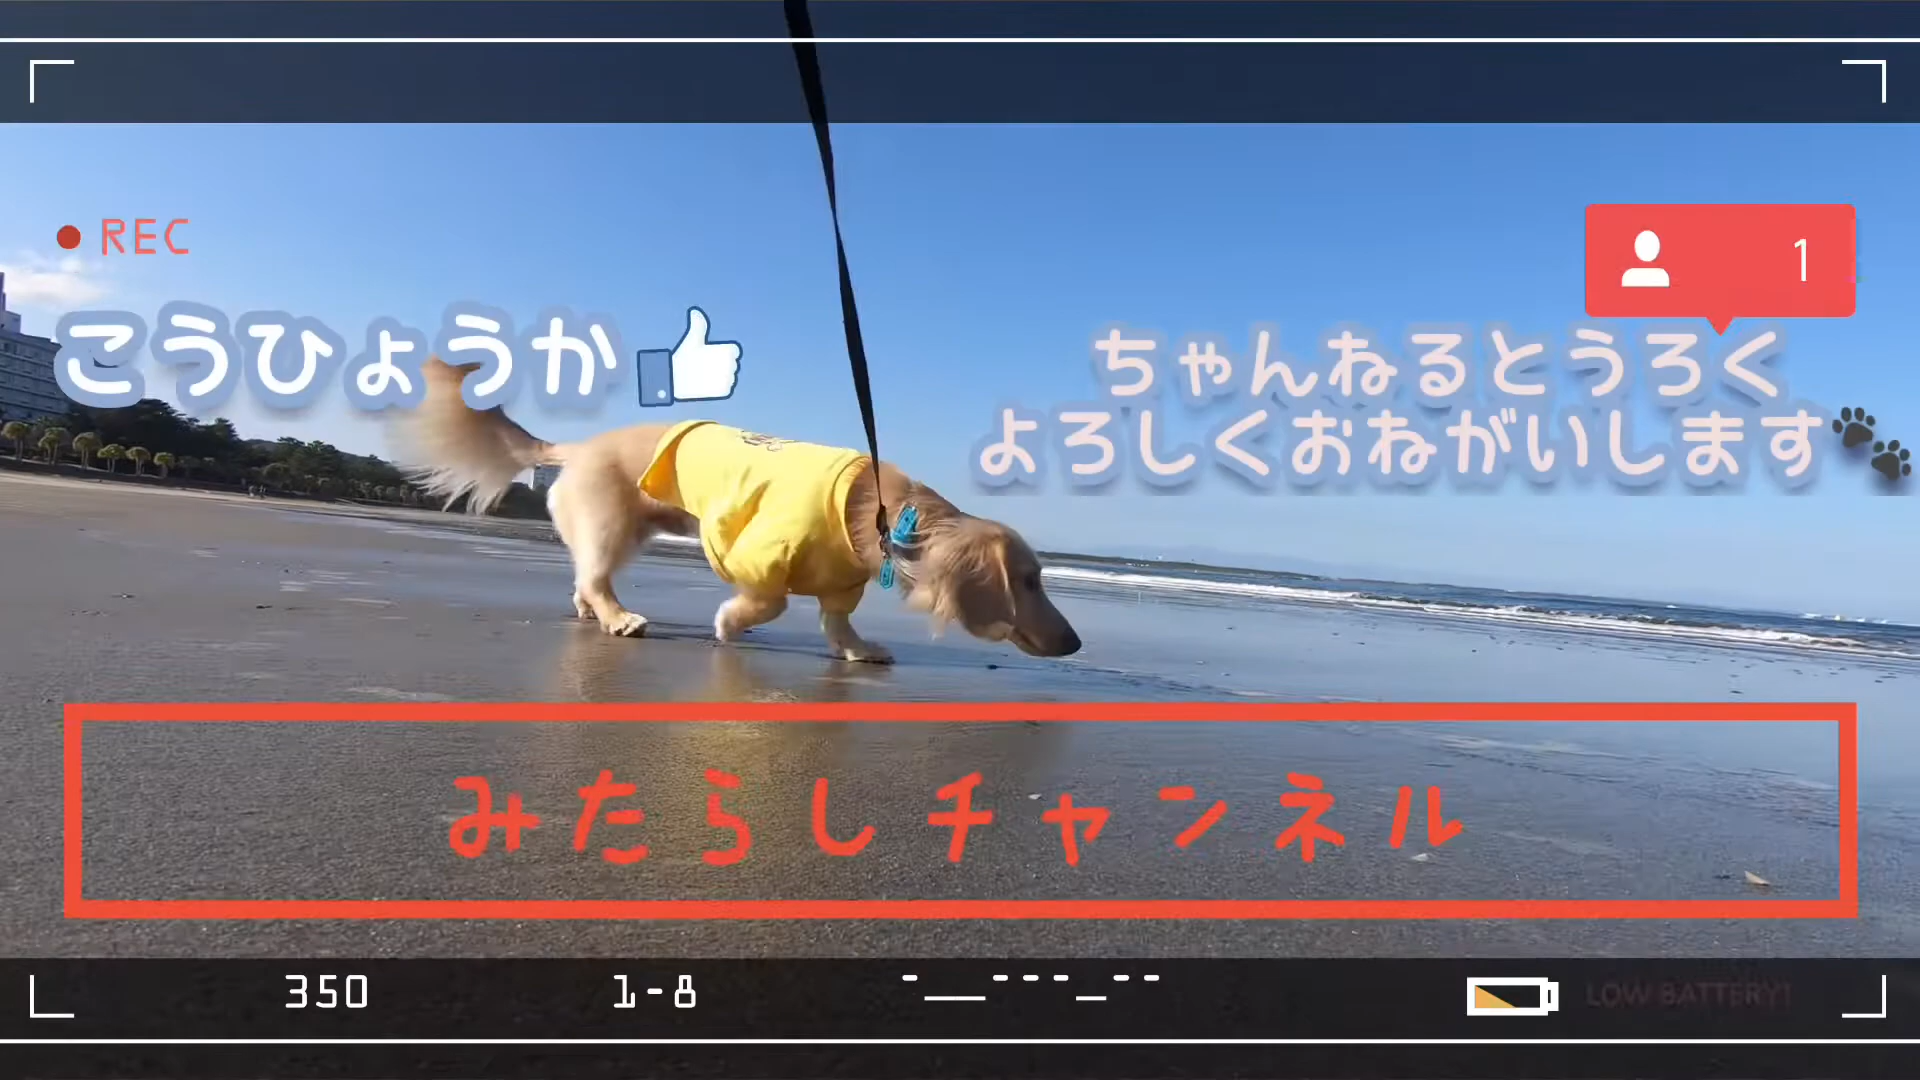 REC
1
こうひょうか
ちゃんねるとうろく
よろしくおねがいします
みたらしチャンネル
350
1-8
LOW BATTERY!